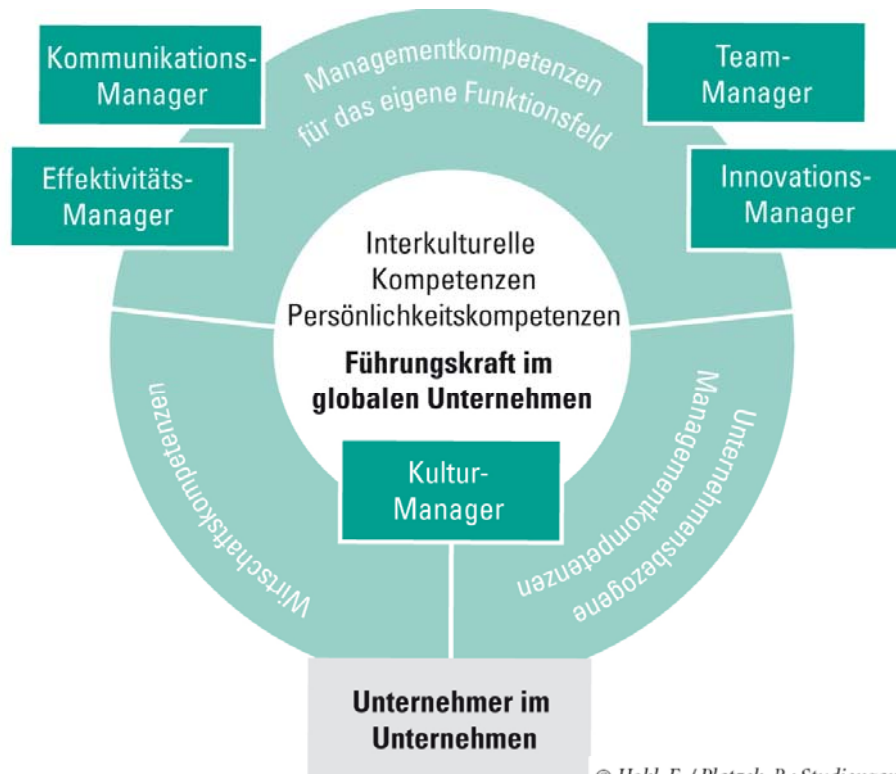 Kommunikations-
Manager
Team-
Manager
Managementkompetenzen
für das eigene Funktionsfeld
Effektivitäts-
Manager
Innovations-
Manager
Interkulturelle
Kompetenzen
Persönlichkeitskompetenzen
Führungskraft im
globalen Unternehmen
Kultur-
Manager
Wirtschaftskompetenzen
Unternehmensbezogene
Managementkompetenzen
Unternehmer im
Unternehmen